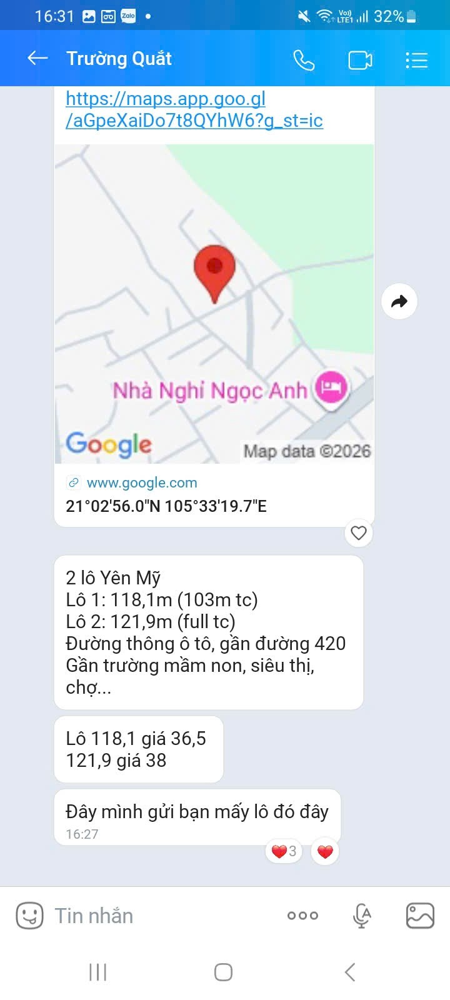 16:31 Zalo Vo)) LTE1 32%
Trường Quắt
https://maps.app.goo.gl
/aGpeXaiDo7t8QYhW6?g_st=ic
Nhà Nghỉ Ngọc Anh
Google
Map data ©2026
www.google.com
21°02'56.0"N 105°33'19.7"E
2 lô Yên Mỹ
Lô 1: 118,1m (103m tc)
Lô 2: 121,9m (full tc)
Đường thông ô tô, gần đường 420
Gần trường mầm non, siêu thị,
chợ...
Lô 118,1 giá 36,5
121,9 giá 38
Đây mình gửi bạn mấy lô đó đây
16:27
3
Tin nhắn